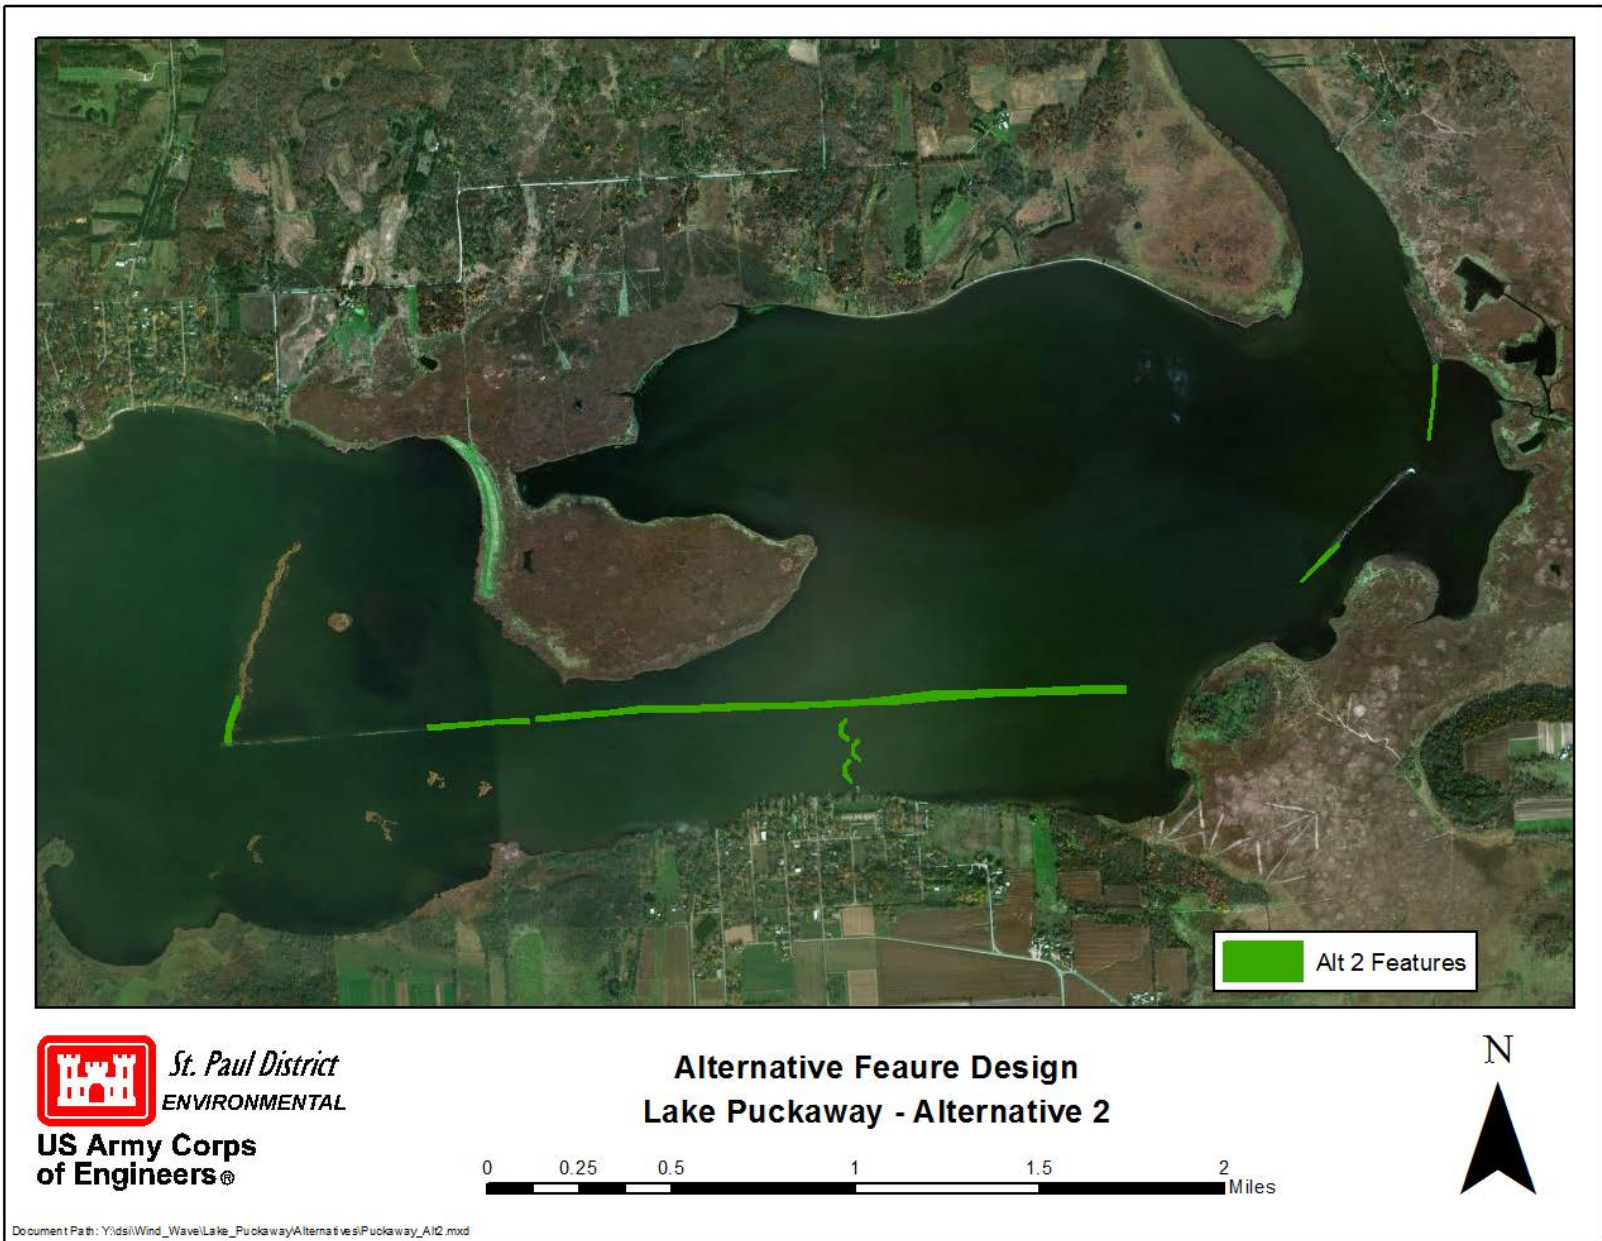 Alt 2 Features
St. Paul District
ENVIRONMENTAL
US Army Corps
of Engineers®
Alternative Feaure Design
Lake Puckaway - Alternative 2
0 0.25 0.5 1 1.5 2
Miles
N
Document Path: Y:\dsi\Wind_Wave\Lake_Puckaway\Alternatives\Puckaway_Alt2.mxd